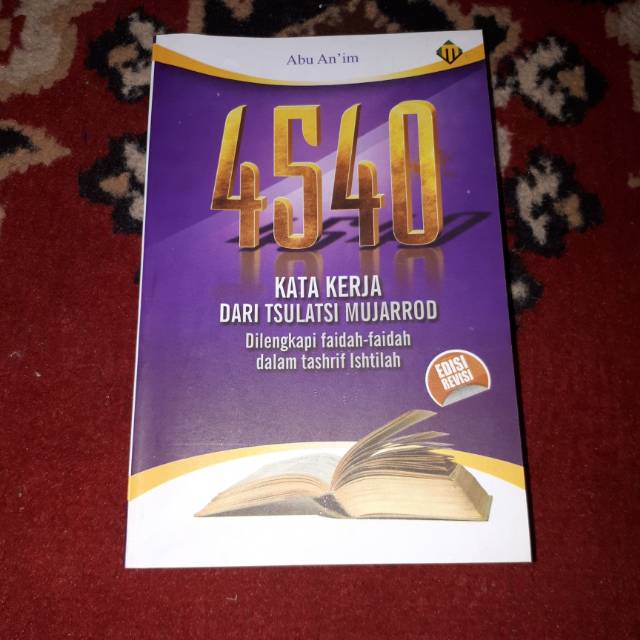 Abu An'im
4540
KATA KERJA
DARI TSULATSI MUJARROD
Dilengkapi faidah-faidah
dalam tashrif Ishtilah
EDISI
REVISI